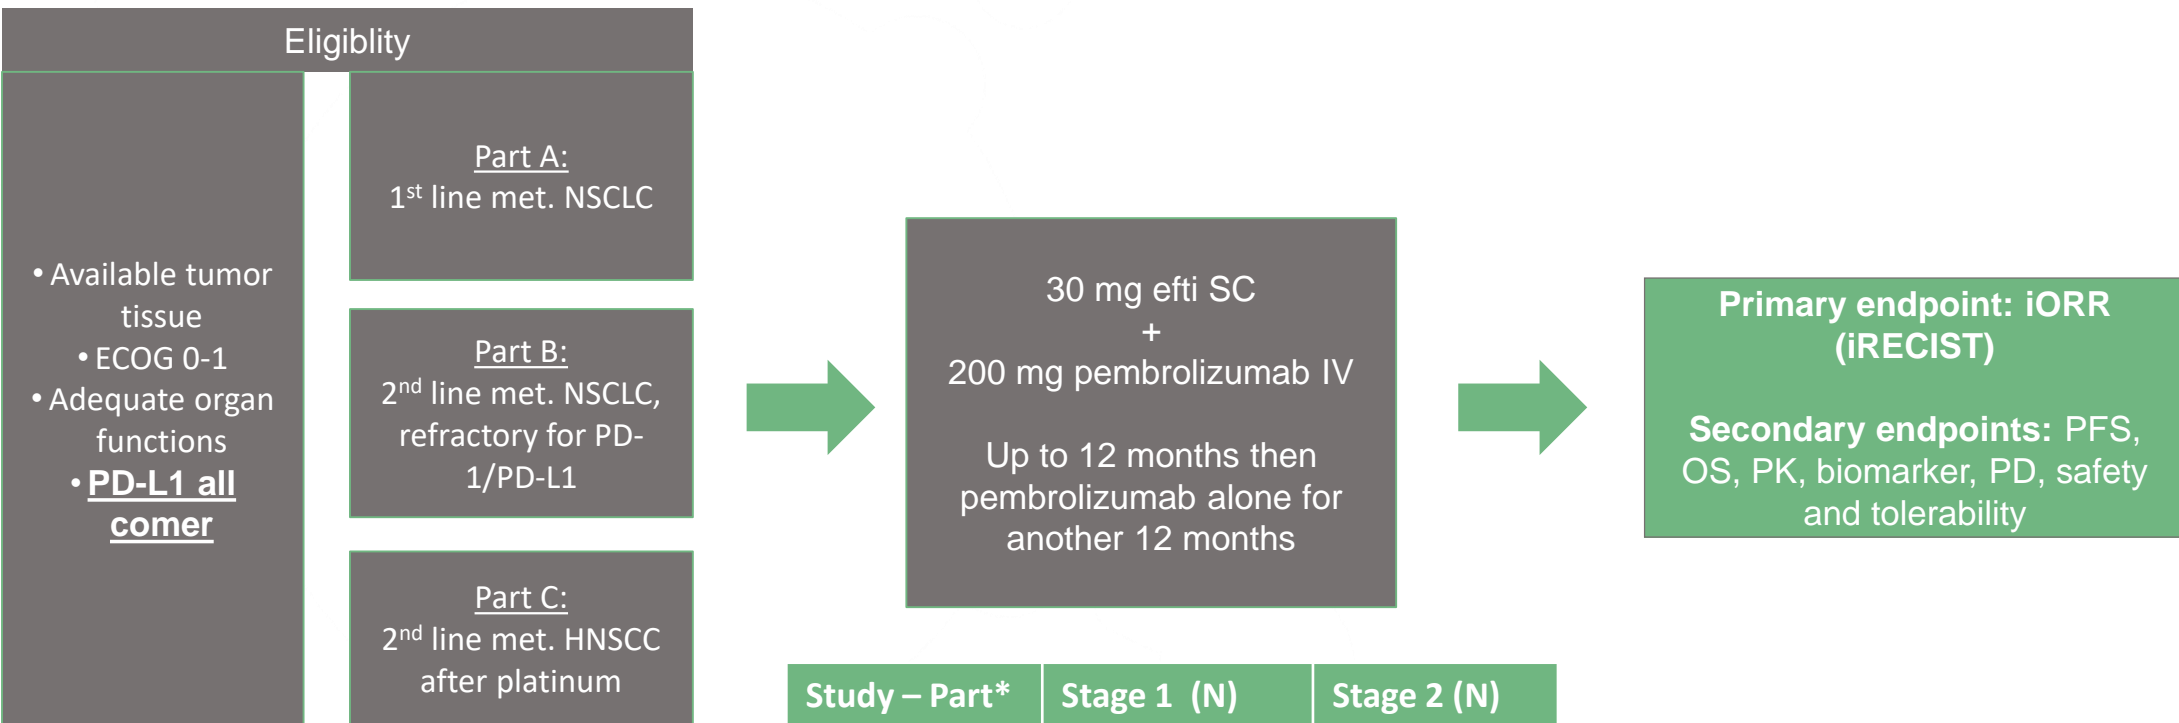 Eligiblity
• Available tumor
tissue
• ECOG 0-1
• Adequate organ
functions
• PD-L1 all
comer
Part A:
1st line met. NSCLC
Part B:
2nd line met. NSCLC,
refractory for PD-
1/PD-L1
Part C:
2nd line met. HNSCC
after platinum
30 mg efti SC
+
200 mg pembrolizumab IV
Up to 12 months then
pembrolizumab alone for
another 12 months
Primary endpoint: iORR
(iRECIST)
Secondary endpoints: PFS,
OS, PK, biomarker, PD, safety
and tolerability
Study – Part* Stage 1 (N) Stage 2 (N)